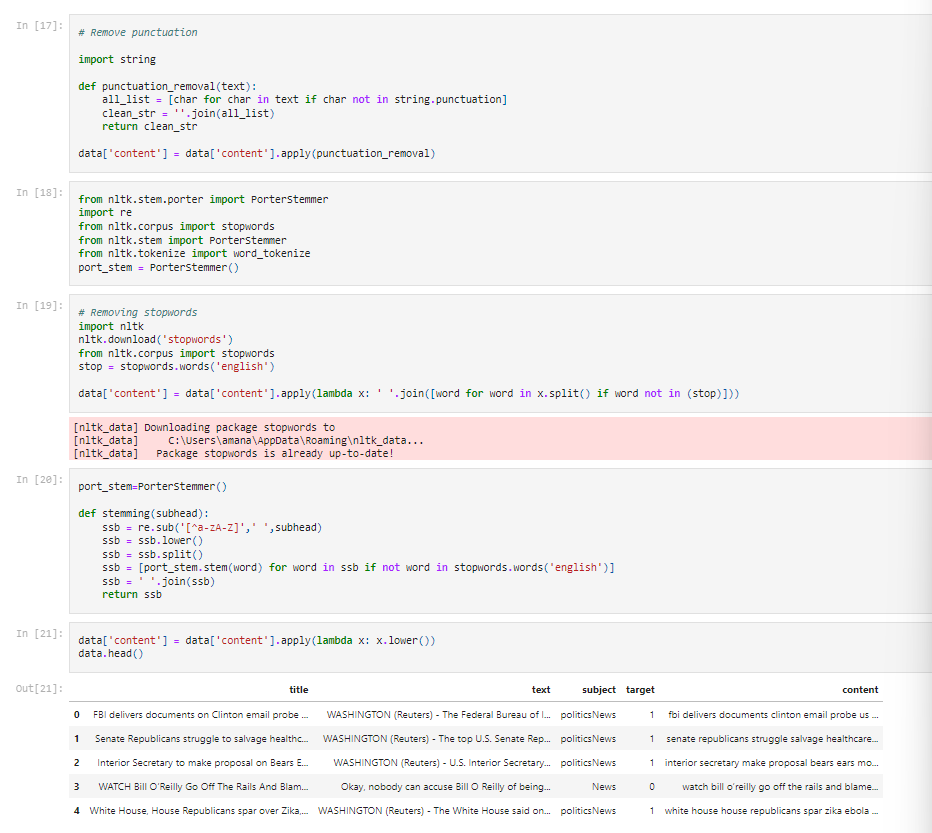 In [17]:
# Remove punctuation
import string
def punctuation_removal(text):
all_list = [char for char in text if char not in string.punctuation]
clean_str = ''.join(all_list)
return clean_str
data['content'] = data['content'].apply(punctuation_removal)
In [18]:
from nltk.stem.porter import PorterStemmer
import re
from nltk.corpus import stopwords
from nltk.stem import PorterStemmer
from nltk.tokenize import word_tokenize
port_stem = PorterStemmer()
In [19]:
# Removing stopwords
import nltk
nltk.download('stopwords')
from nltk.corpus import stopwords
stop = stopwords.words('english')
data['content'] = data['content'].apply(lambda x: ' '.join([word for word in x.split() if word not in (stop)]))
[nltk_data] Downloading package stopwords to
[nltk_data]     C:\Users\amana\AppData\Roaming\nltk_data...
[nltk_data]   Package stopwords is already up-to-date!
In [20]:
port_stem=PorterStemmer()
def stemming(subhead):
ssb = re.sub('[^a-zA-Z]',' ',subhead)
ssb = ssb.lower()
ssb = ssb.split()
ssb = [port_stem.stem(word) for word in ssb if not word in stopwords.words('english')]
ssb = ' '.join(ssb)
return ssb
In [21]:
data['content'] = data['content'].apply(lambda x: x.lower())
data.head()
Out[21]:
title text subject target content
0 FBI delivers documents on Clinton email probe ... WASHINGTON (Reuters) - The Federal Bureau of I... politicsNews 1 fbi delivers documents clinton email probe us ...
1 Senate Republicans struggle to salvage healthc... WASHINGTON (Reuters) - The top U.S. Senate Rep... politicsNews 1 senate republicans struggle salvage healthcare...
2 Interior Secretary to make proposal on Bears E... WASHINGTON (Reuters) - U.S. Interior Secretary... politicsNews 1 interior secretary make proposal bears ears mo...
3 WATCH Bill O'Reilly Go Off The Rails And Blam... Okay, nobody can accuse Bill O Reilly of being... News 0 watch bill o'reilly go off the rails and blame...
4 White House, House Republicans spar over Zika,... WASHINGTON (Reuters) - The White House said on... politicsNews 1 white house house republicans spar zika ebola ...